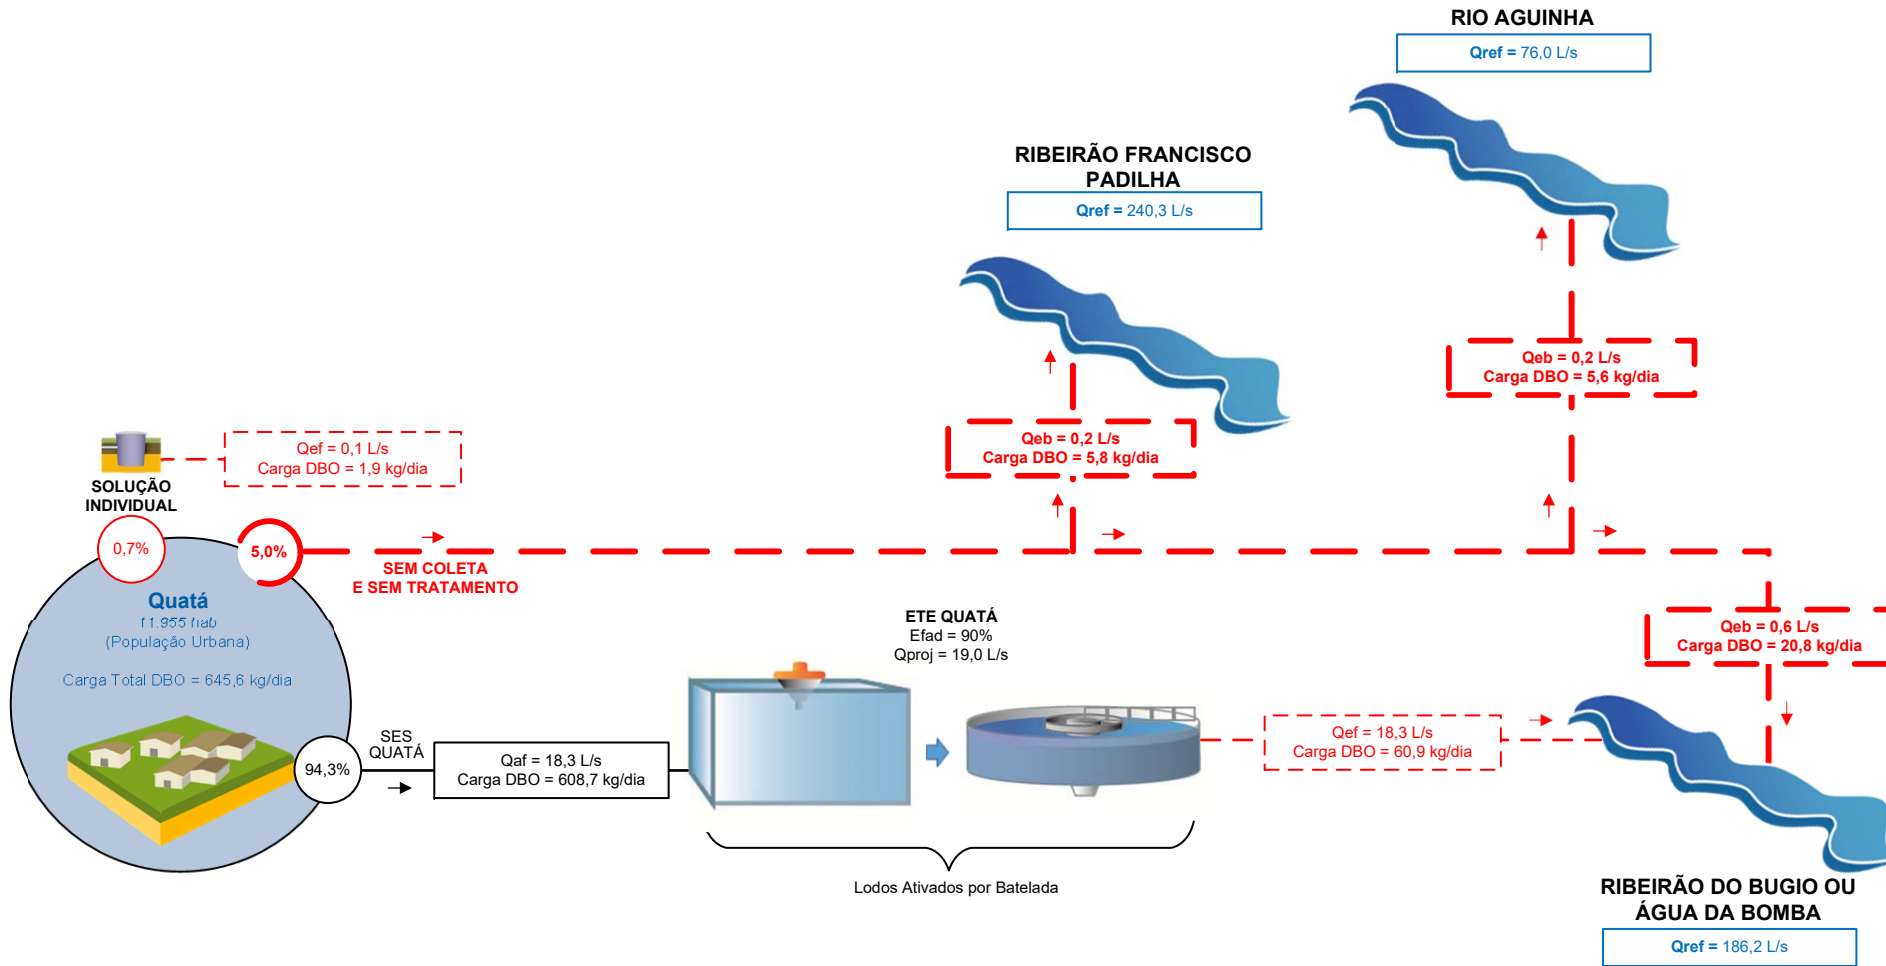 RIO AGUINHA
Qref = 76,0 L/s
RIBEIRÃO FRANCISCO
PADILHA
Qref = 240,3 L/s
Qeb = 0,2 L/s
Carga DBO = 5,6 kg/dia
Qeb = 0,2 L/s
Carga DBO = 5,8 kg/dia
Qef = 0,1 L/s
Carga DBO = 1,9 kg/dia
SOLUÇÃO
INDIVIDUAL
0,7%
5,0%
SEM COLETA
E SEM TRATAMENTO
Quatá
11.955 hab
(População Urbana)
Carga Total DBO = 645,6 kg/dia
94,3%
SES
QUATÁ
Qaf = 18,3 L/s
Carga DBO = 608,7 kg/dia
ETE QUATÁ
Efad = 90%
Qproj = 19,0 L/s
Lodos Ativados por Batelada
Qef = 18,3 L/s
Carga DBO = 60,9 kg/dia
Qeb = 0,6 L/s
Carga DBO = 20,8 kg/dia
RIBEIRÃO DO BUGIO OU
ÁGUA DA BOMBA
Qref = 186,2 L/s